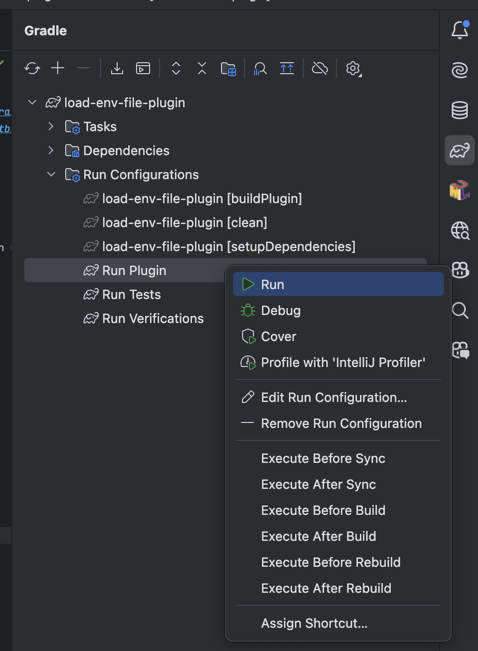 Gradle
load-env-file-plugin
Tasks
Dependencies
Run Configurations
load-env-file-plugin [buildPlugin]
load-env-file-plugin [clean]
load-env-file-plugin [setupDependencies]
Run Plugin
Run Tests
Run Verifications
Run
Debug
Cover
Profile with 'IntelliJ Profiler'
Edit Run Configuration...
Remove Run Configuration
Execute Before Sync
Execute After Sync
Execute Before Build
Execute After Build
Execute Before Rebuild
Execute After Rebuild
Assign Shortcut...